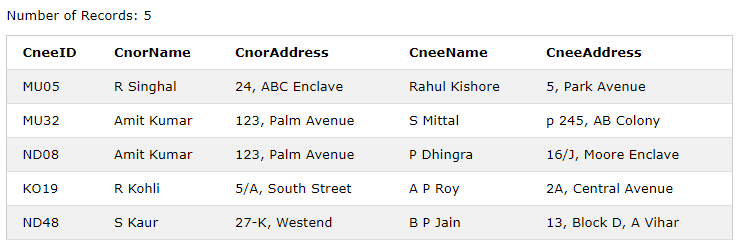 Number of Records: 5
CneeID CnorName CnorAddress CneeName CneeAddress
MU05 R Singhal 24, ABC Enclave Rahul Kishore 5, Park Avenue
MU32 Amit Kumar 123, Palm Avenue S Mittal p 245, AB Colony
ND08 Amit Kumar 123, Palm Avenue P Dhingra 16/J, Moore Enclave
KO19 R Kohli 5/A, South Street A P Roy 2A, Central Avenue
ND48 S Kaur 27-K, Westend B P Jain 13, Block D, A Vihar